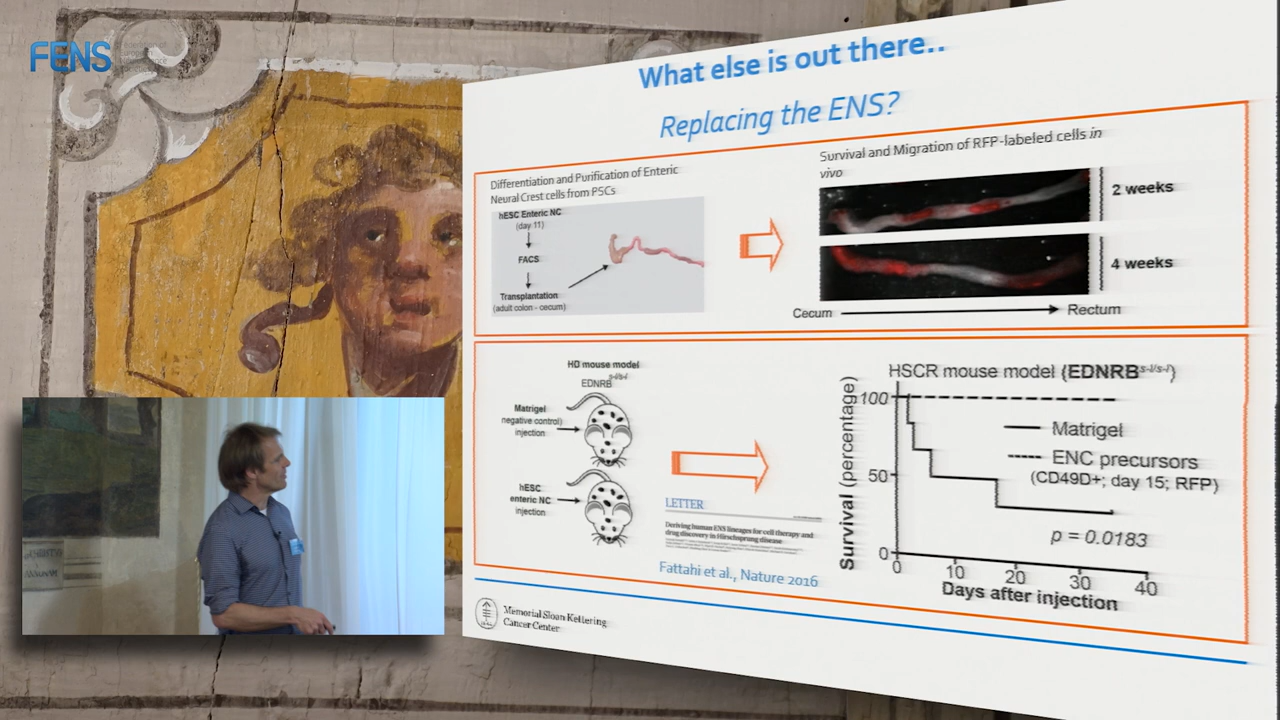 FENS
What else is out there..
Replacing the ENS?
Differentiation and Purification of Enteric
Neural Crest cells from PSCs
hESC Enteric NC
(day 11)
FACS
Transplantation
(adult colon - cecum)
Survival and Migration of RFP-labeled cells in
vivo
2 weeks
4 weeks
Cecum
Rectum
HD mouse model
EDNRB s-l/s-l
Matrigel
negative control)
injection
hESC
enteric NC
injection
LETTER
Deriving human ENS lineages for cell therapy and
drug discovery in Hirschsprung disease
Fattahi et al., Nature 2016
HSCR mouse model (EDNRBs-l/s-l)
Survival (percentage)
100
50
0
Matrigel
ENC precursors
(CD49D+; day 15; RFP)
p = 0.0183
0 10 20 30 40
Days after injection
Memorial Sloan Kettering
Cancer Center